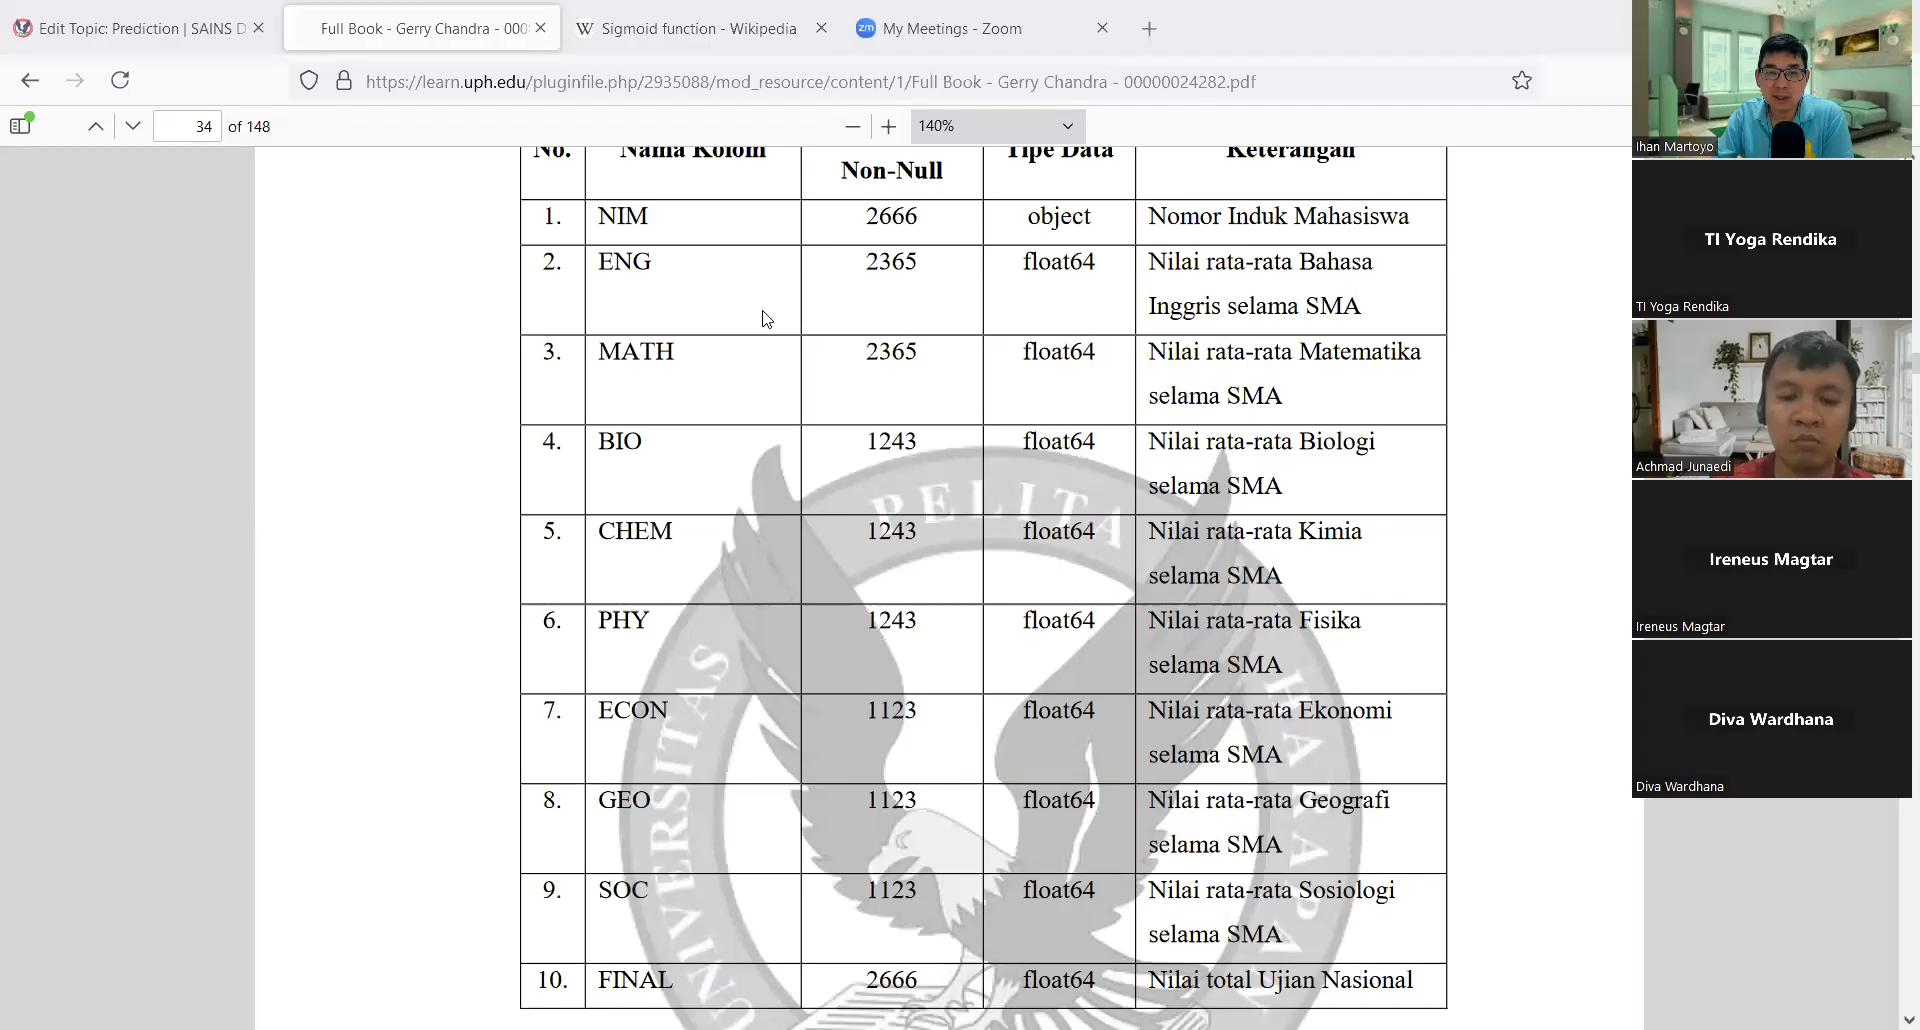 Edit Topic: Prediction | SAINS D
Full Book - Gerry Chandra - 000
W Sigmoid function - Wikipedia
zm My Meetings - Zoom
https://learn.uph.edu/pluginfile.php/2935088/mod_resource/content/1/Full Book - Gerry Chandra - 00000024282.pdf
34 of 148
140%
No. Nama Kolom Non-Null Tipe Data Keterangan
1. NIM 2666 object Nomor Induk Mahasiswa
2. ENG 2365 float64 Nilai rata-rata Bahasa
Inggris selama SMA
3. MATH 2365 float64 Nilai rata-rata Matematika
selama SMA
4. BIO 1243 float64 Nilai rata-rata Biologi
selama SMA
5. CHEM 1243 float64 Nilai rata-rata Kimia
selama SMA
6. PHY 1243 float64 Nilai rata-rata Fisika
selama SMA
7. ECON 1123 float64 Nilai rata-rata Ekonomi
selama SMA
8. GEO 1123 float64 Nilai rata-rata Geografi
selama SMA
9. SOC 1123 float64 Nilai rata-rata Sosiologi
selama SMA
10. FINAL 2666 float64 Nilai total Ujian Nasional
UNIVERSITAS PELITA HARAPAN
Ihan Martoyo
TI Yoga Rendika
TI Yoga Rendika
Achmad Junaedi
Ireneus Magtar
Ireneus Magtar
Diva Wardhana
Diva Wardhana